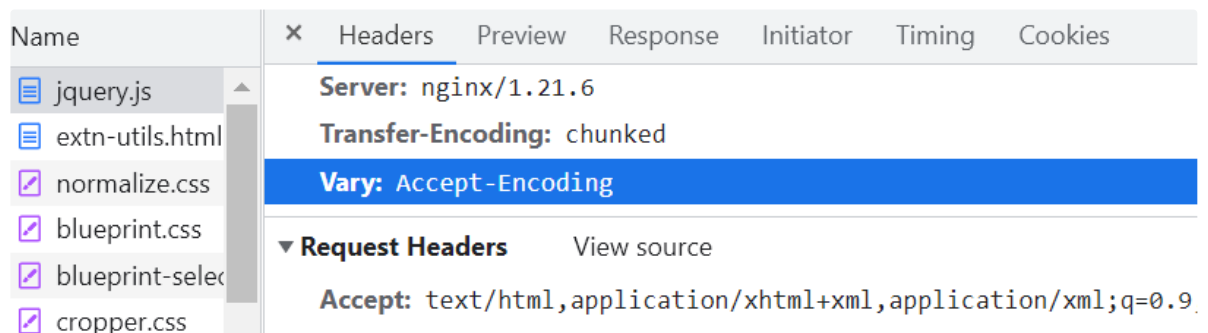 Name
jquery.js
extn-utils.html
normalize.css
blueprint.css
blueprint-selec
cropper.css
× Headers Preview Response Initiator Timing Cookies
Server: nginx/1.21.6
Transfer-Encoding: chunked
Vary: Accept-Encoding
Request Headers View source
Accept: text/html,application/xhtml+xml,application/xml;q=0.9,